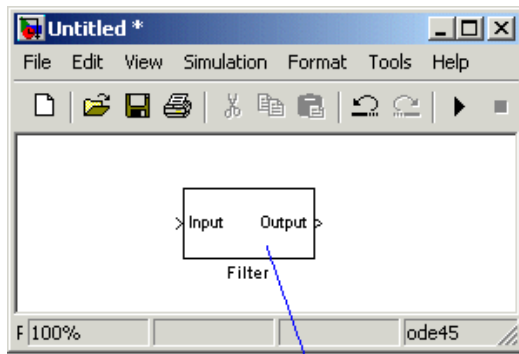 Untitled *
File Edit View Simulation Format Tools Help
Input Output
Filter
F 100% ode45